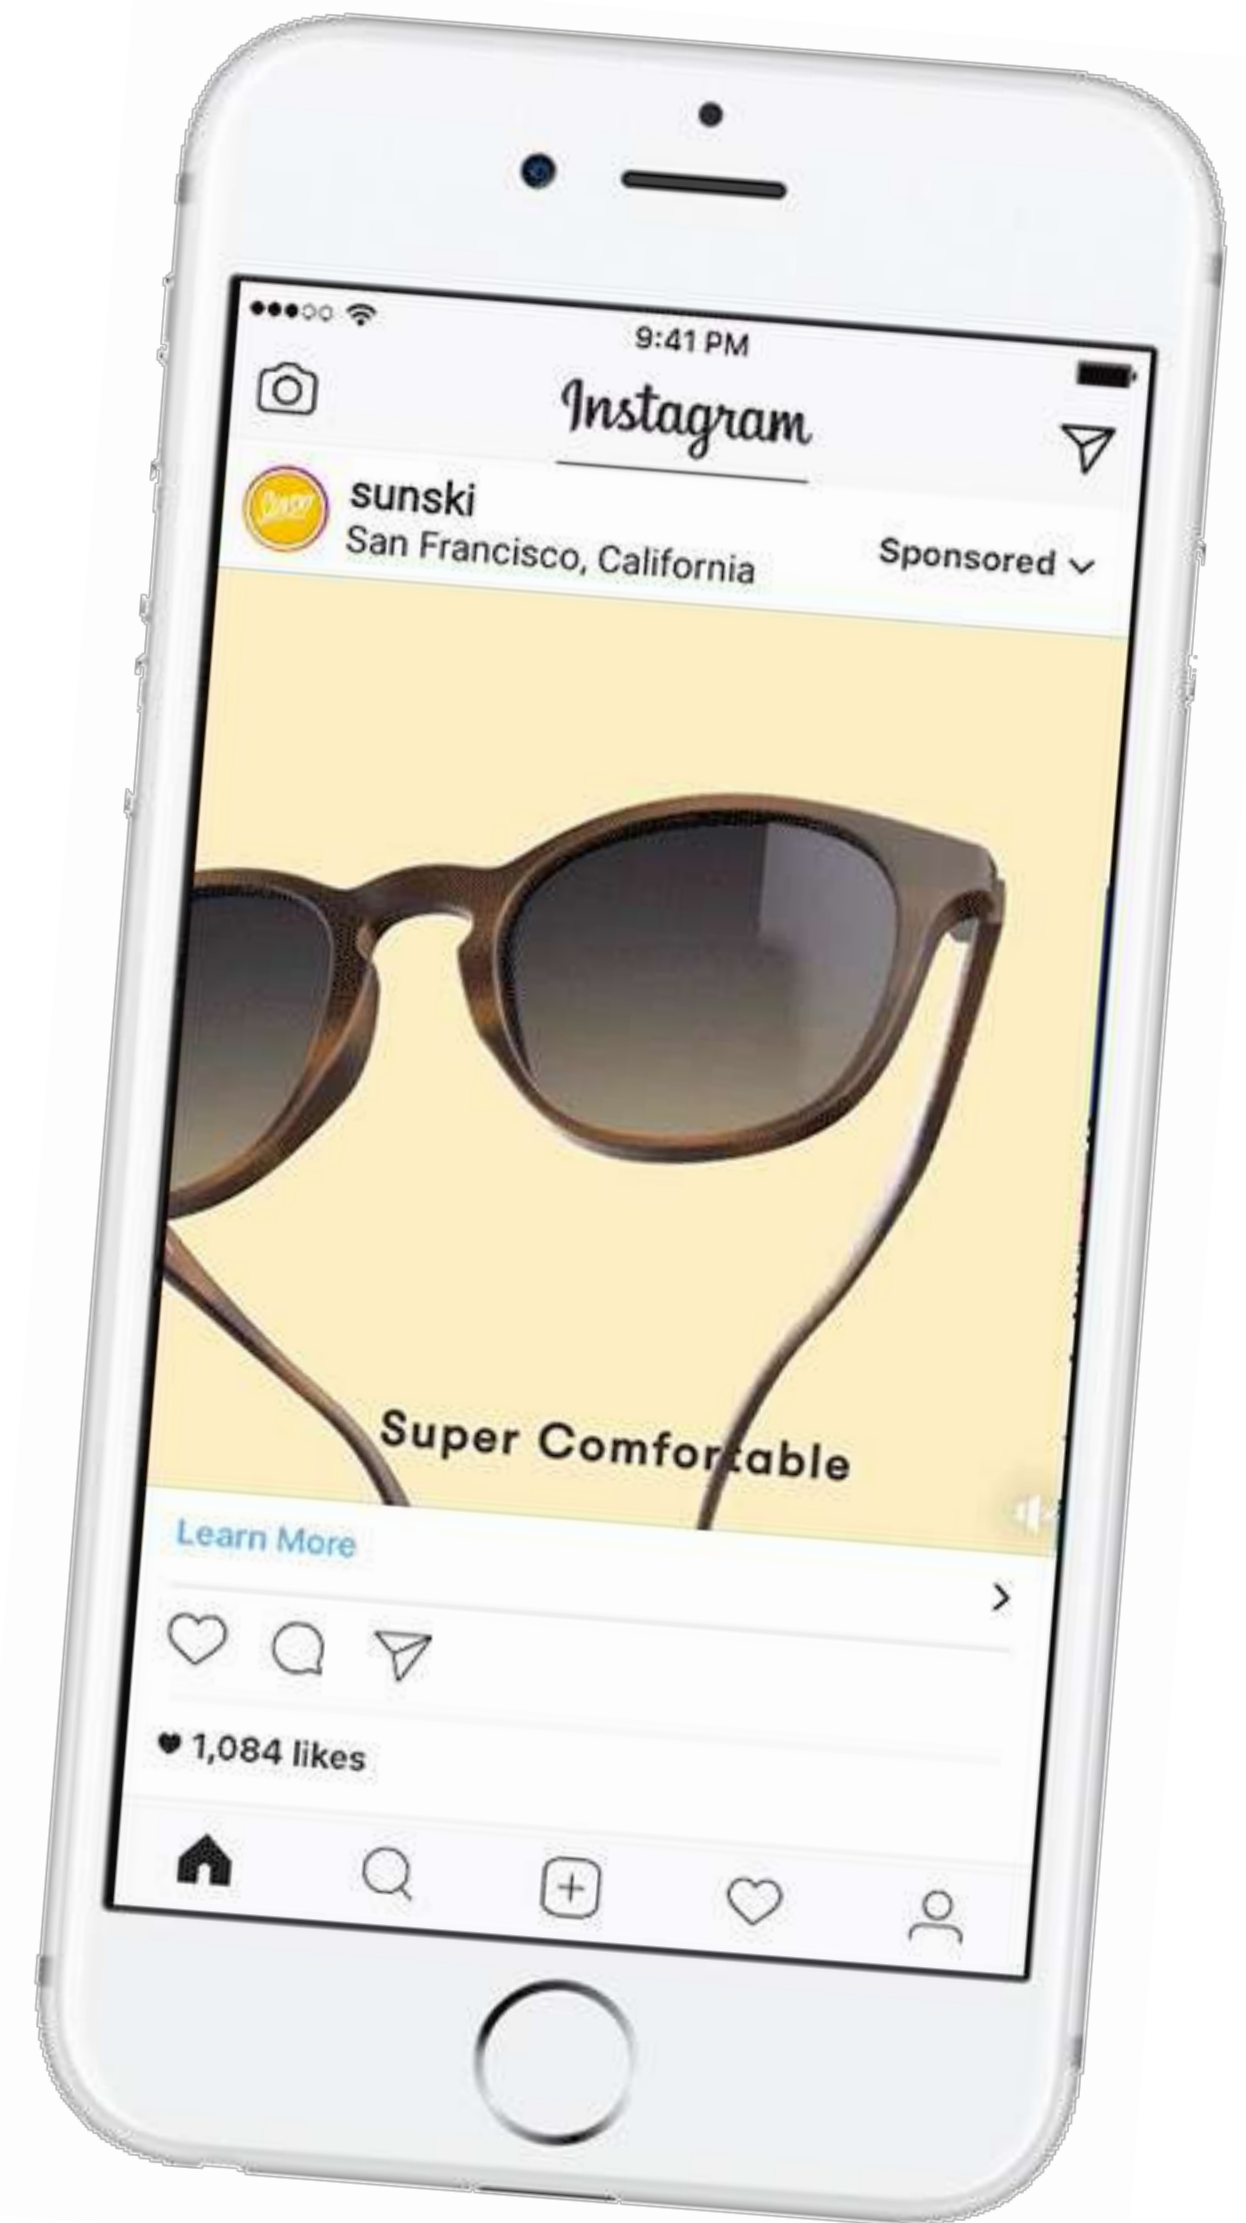 9:41 PM
Instagram
sunski
San Francisco, California
Sponsored
Super Comfortable
Learn More
1,084 likes